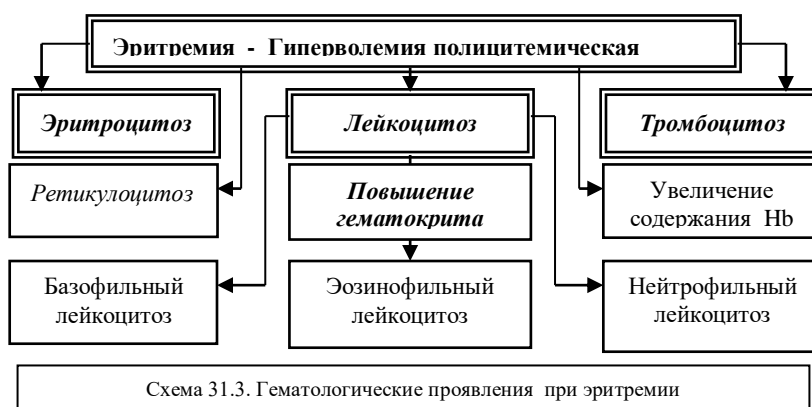 Эритремия - Гиперволемия полицитемическая
Эритроцитоз
Лейкоцитоз
Тромбоцитоз
Ретикулоцитоз
Повышение
гематокрита
Увеличение
содержания Hb
Базофильный
лейкоцитоз
Эозинофильный
лейкоцитоз
Нейтрофильный
лейкоцитоз
Схема 31.3. Гематологические проявления при эритремии